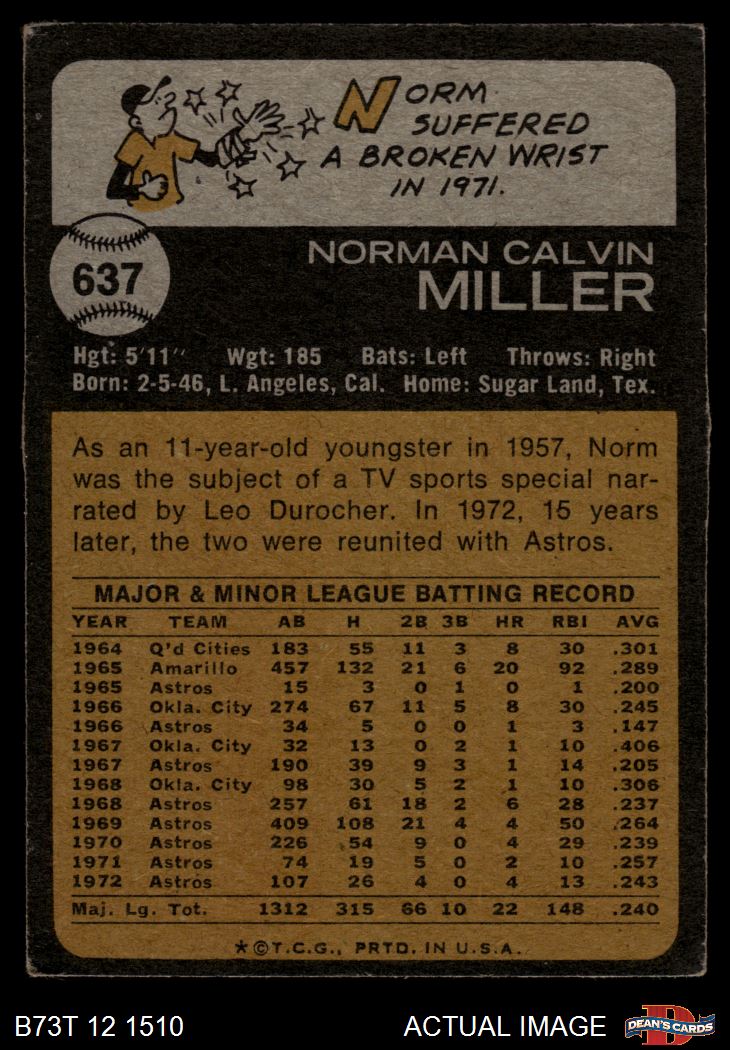 NORM
SUFFERED
A BROKEN WRIST
IN 1971.
637
NORMAN CALVIN
MILLER
Hgt: 5'11" Wgt: 185 Bats: Left Throws: Right
Born: 2-5-46, L. Angeles, Cal. Home: Sugar Land, Tex.
As an 11-year-old youngster in 1957, Norm
was the subject of a TV sports special nar-
rated by Leo Durocher. In 1972, 15 years
later, the two were reunited with Astros.
MAJOR & MINOR LEAGUE BATTING RECORD
YEAR TEAM AB H 2B 3B HR RBI AVG
1964 Q'd Cities 183 55 11 3 8 30 .301
1965 Amarillo 457 132 21 6 20 92 .289
1965 Astros 15 3 0 1 0 1 .200
1966 Okla. City 274 67 11 5 8 30 .245
1966 Astros 34 5 0 0 1 3 .147
1967 Okla. City 32 13 0 2 1 10 .406
1967 Astros 190 39 9 3 1 14 .205
1968 Okla. City 98 30 5 2 1 10 .306
1968 Astros 257 61 18 2 6 28 .237
1969 Astros 409 108 21 4 4 50 .264
1970 Astros 226 54 9 0 4 29 .239
1971 Astros 74 19 5 0 2 10 .257
1972 Astros 107 26 4 0 4 13 .243
Maj. Lg. Tot. 1312 315 66 10 22 148 .240
*©T.C.G., PRTD. IN U.S.A.
B73T 12 1510 ACTUAL IMAGE D DEAN'S CARDS